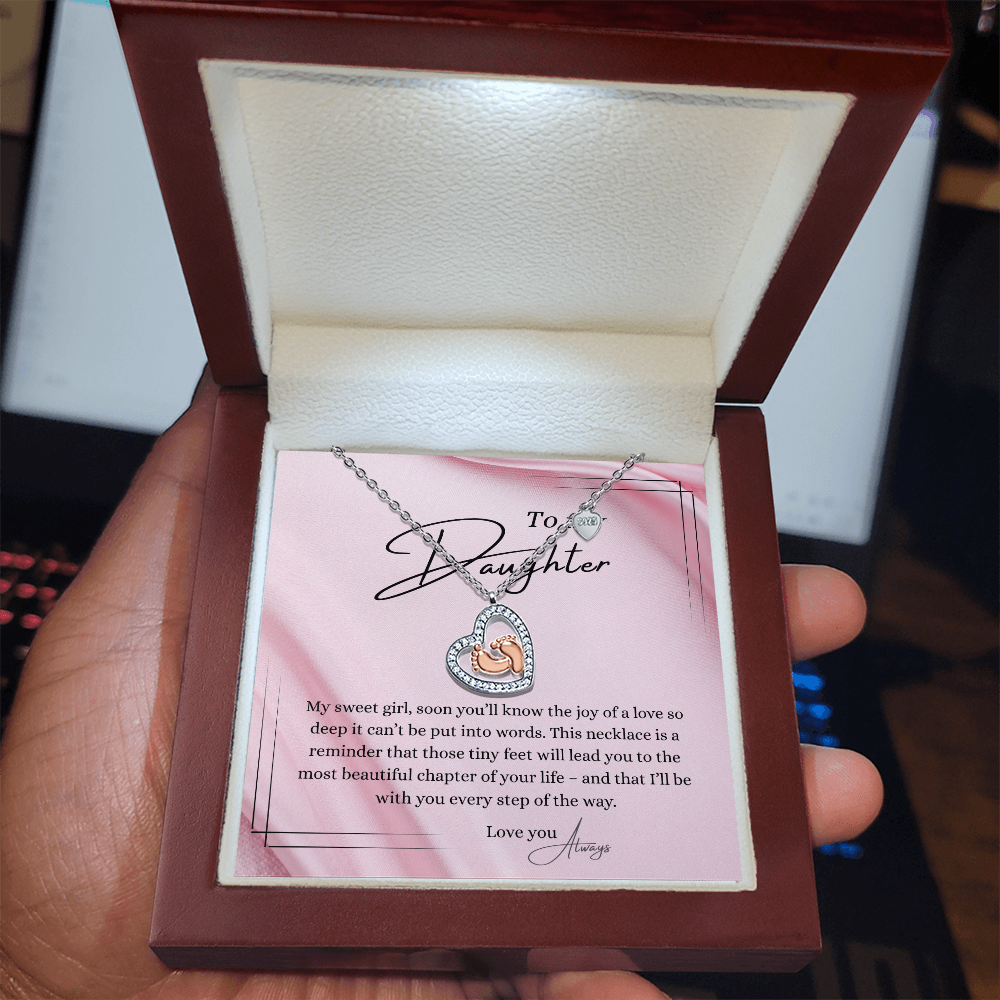 To
Daughter
My sweet girl, soon you’ll know the joy of a love so
deep it can’t be put into words. This necklace is a
reminder that those tiny feet will lead you to the
most beautiful chapter of your life – and that I’ll be
with you every step of the way.
Love you Always